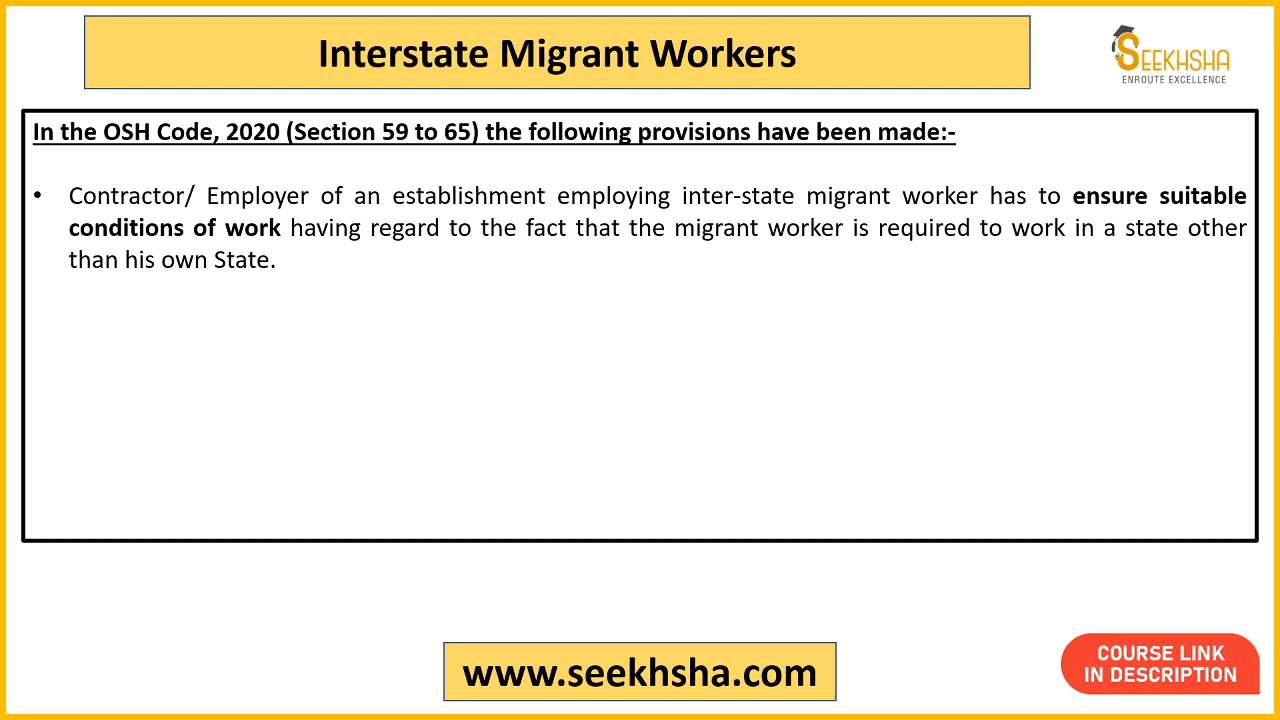 Interstate Migrant Workers
SEEKHSHA
ENROUTE EXCELLENCE
In the OSH Code, 2020 (Section 59 to 65) the following provisions have been made:-
• Contractor/ Employer of an establishment employing inter-state migrant worker has to ensure suitable
conditions of work having regard to the fact that the migrant worker is required to work in a state other
than his own State.
www.seekhsha.com
COURSE LINK
IN DESCRIPTION